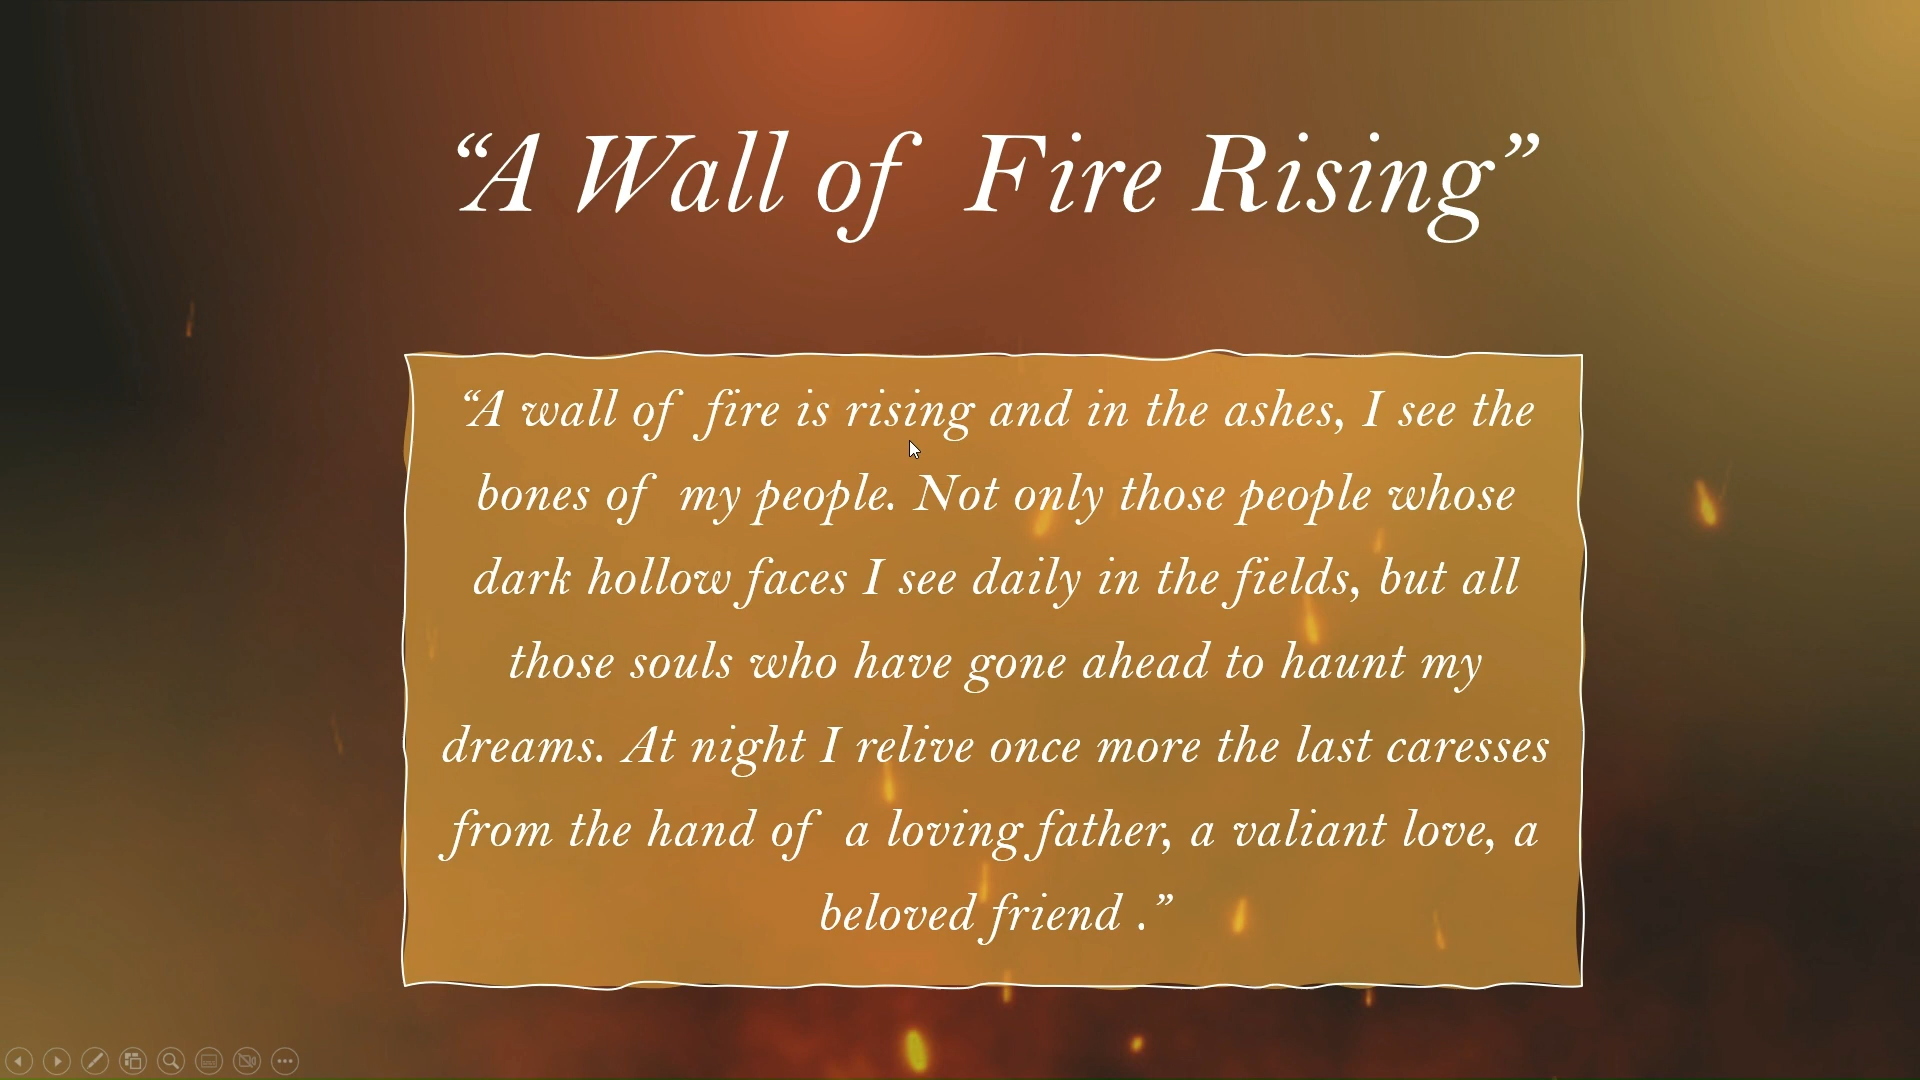 “A Wall of Fire Rising”
“A wall of fire is rising and in the ashes, I see the
bones of my people. Not only those people whose
dark hollow faces I see daily in the fields, but all
those souls who have gone ahead to haunt my
dreams. At night I relive once more the last caresses
from the hand of a loving father, a valiant love, a
beloved friend .”